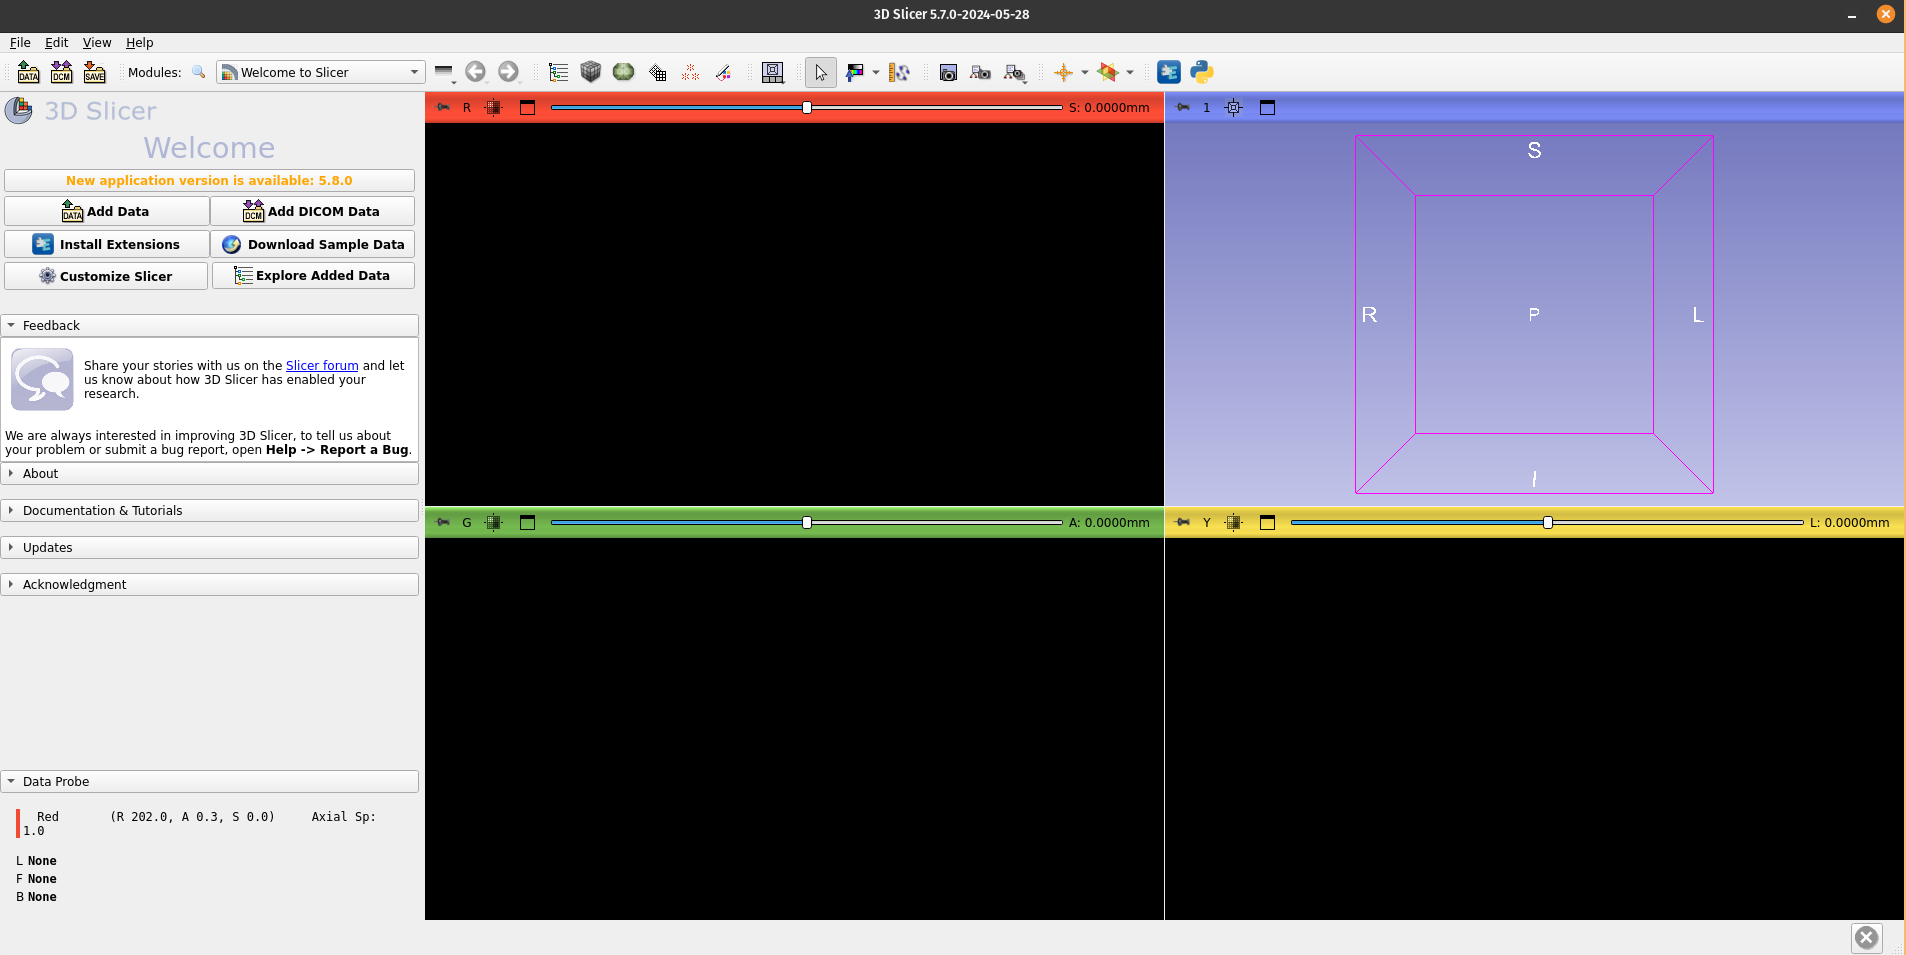 3D Slicer 5.7.0-2024-05-28
File Edit View Help
DATA DCM SAVE Modules: Welcome to Slicer
3D Slicer
Welcome
New application version is available: 5.8.0
DATA Add Data DCM Add DICOM Data
Install Extensions Download Sample Data
Customize Slicer Explore Added Data
Feedback
Share your stories with us on the Slicer forum and let
us know about how 3D Slicer has enabled your
research.
We are always interested in improving 3D Slicer, to tell us about
your problem or submit a bug report, open Help -> Report a Bug.
About
Documentation & Tutorials
Updates
Acknowledgment
Data Probe
Red (R 202.0, A 0.3, S 0.0) Axial Sp:
1.0
L None
F None
B None
R S: 0.0000mm
1
S
R P L
I
G A: 0.0000mm
Y L: 0.0000mm